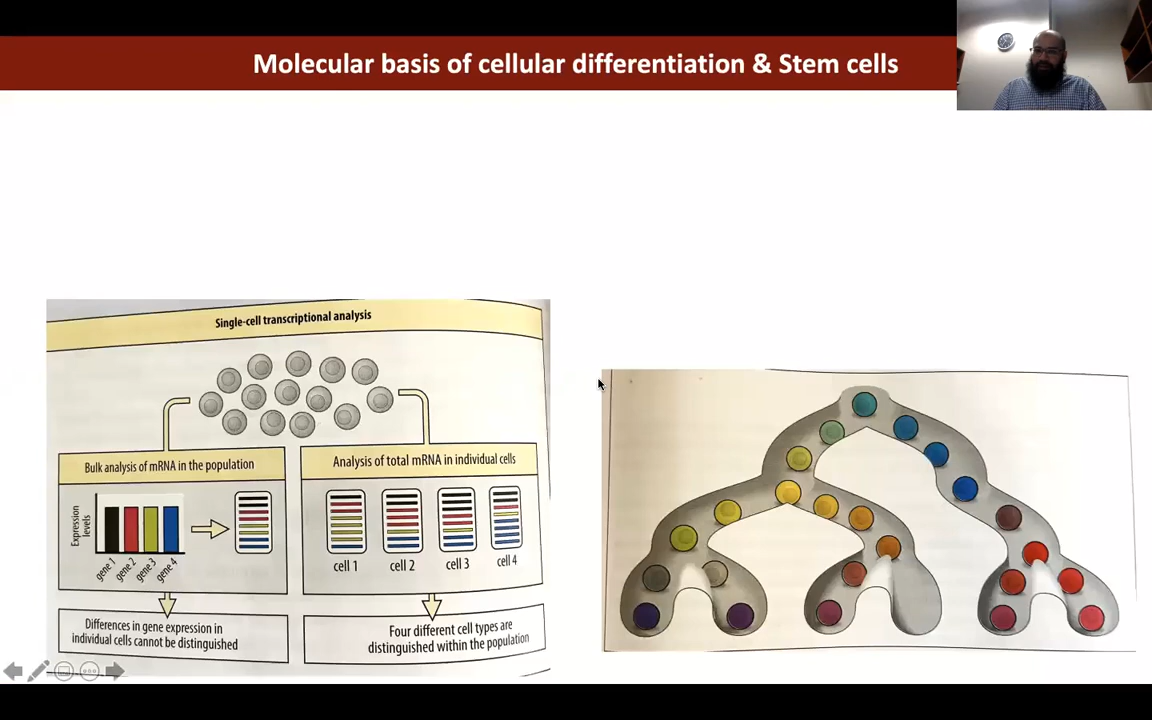 Molecular basis of cellular differentiation & Stem cells
Single-cell transcriptional analysis
Bulk analysis of mRNA in the population
Expression
levels
gene 1
gene 2
gene 3
gene 4
Differences in gene expression in
individual cells cannot be distinguished
Analysis of total mRNA in individual cells
cell 1
cell 2
cell 3
cell 4
Four different cell types are
distinguished within the population